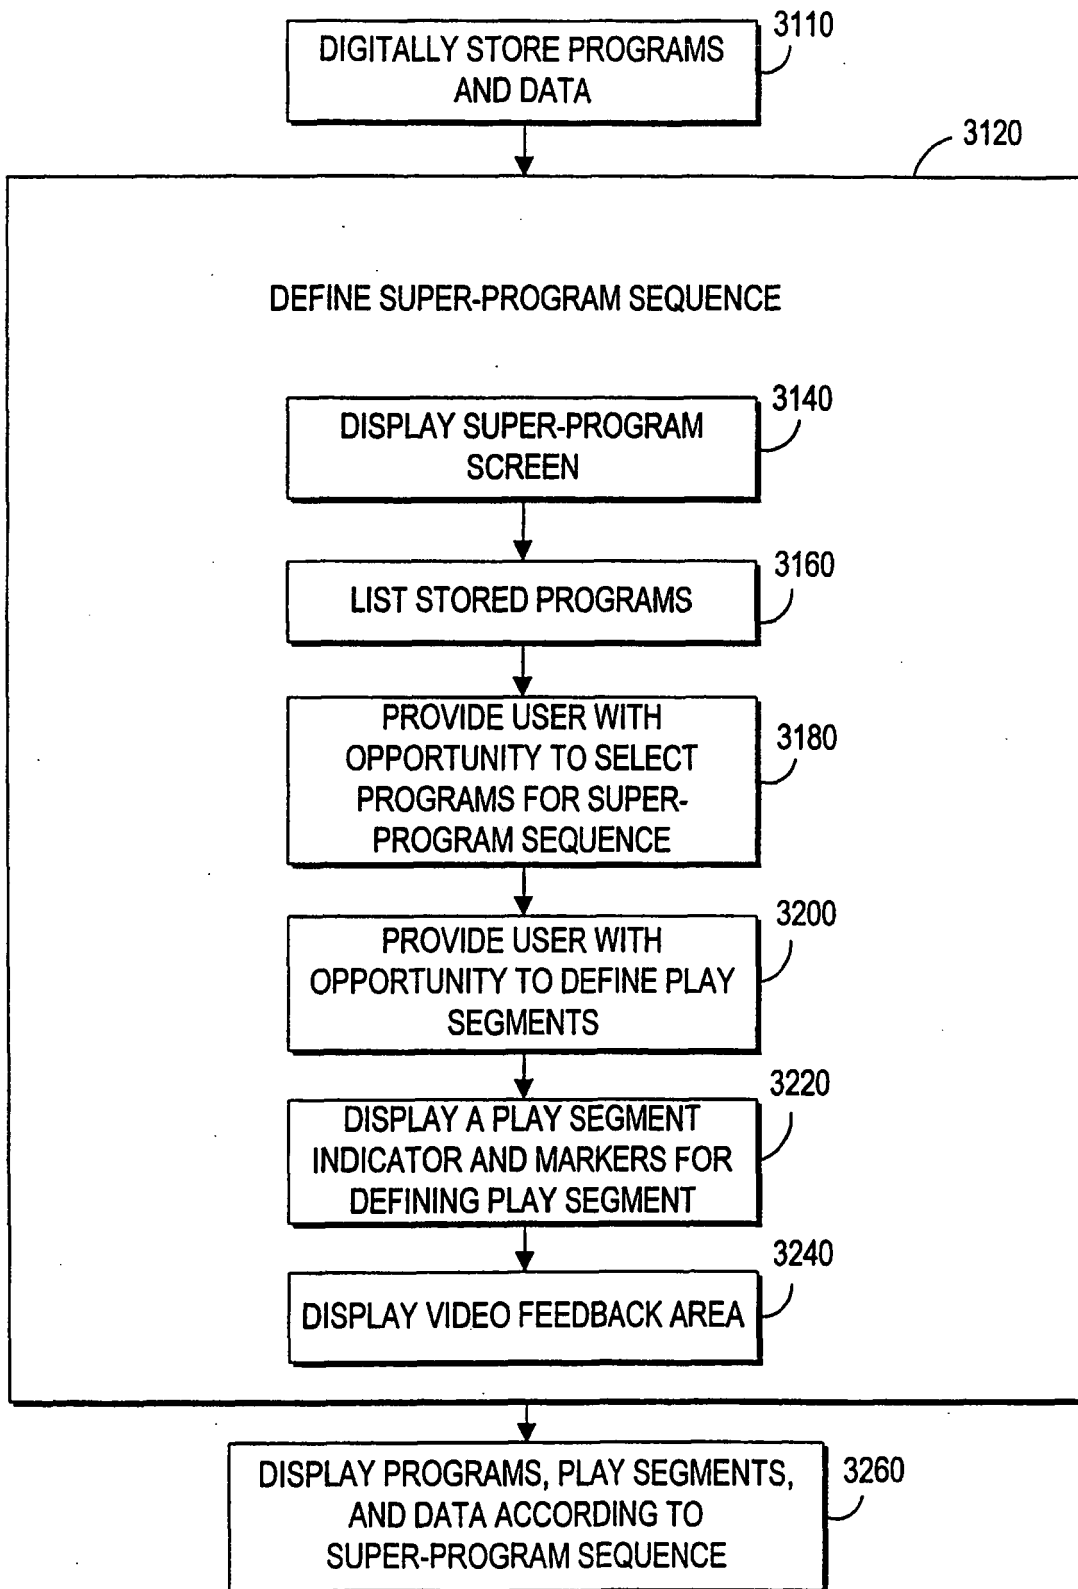 3110
DIGITALLY STORE PROGRAMS
AND DATA
3120
DEFINE SUPER-PROGRAM SEQUENCE
3140
DISPLAY SUPER-PROGRAM
SCREEN
3160
LIST STORED PROGRAMS
PROVIDE USER WITH
3180
OPPORTUNITY TO SELECT
PROGRAMS FOR SUPER-
PROGRAM SEQUENCE
3200
PROVIDE USER WITH
OPPORTUNITY TO DEFINE PLAY
SEGMENTS
3220
DISPLAY A PLAY SEGMENT
INDICATOR AND MARKERS FOR
DEFINING PLAY SEGMENT
3240
DISPLAY VIDEO FEEDBACK AREA
DISPLAY PROGRAMS, PLAY SEGMENTS,
3260
AND DATA ACCORDING TO
SUPER-PROGRAM SEQUENCE